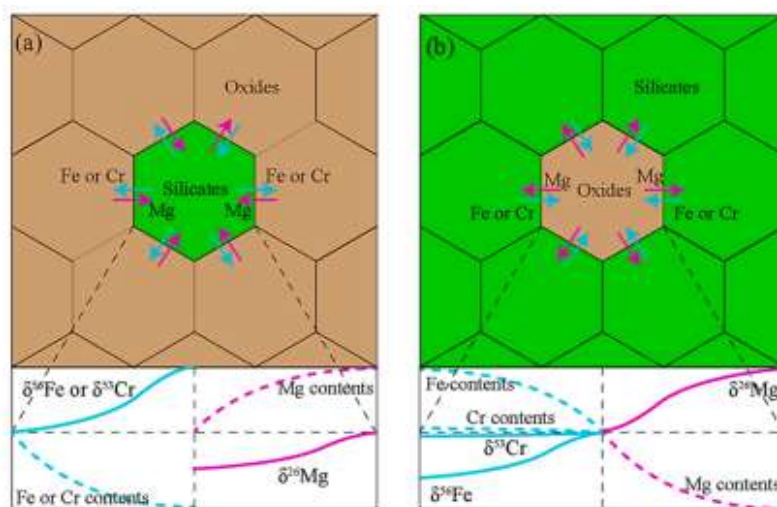 (a)
Oxides
Fe or Cr
Fe or Cr
Silicates
Mg
Mg
δ⁵⁶Fe or δ⁵³Cr
Mg contents
δ²⁶Mg
Fe or Cr contents
(b)
Silicates
Mg
Mg
Oxides
Fe or Cr
Fe or Cr
Fe contents
δ²⁶Mg
Cr contents
δ⁵³Cr
δ⁵⁶Fe
Mg contents